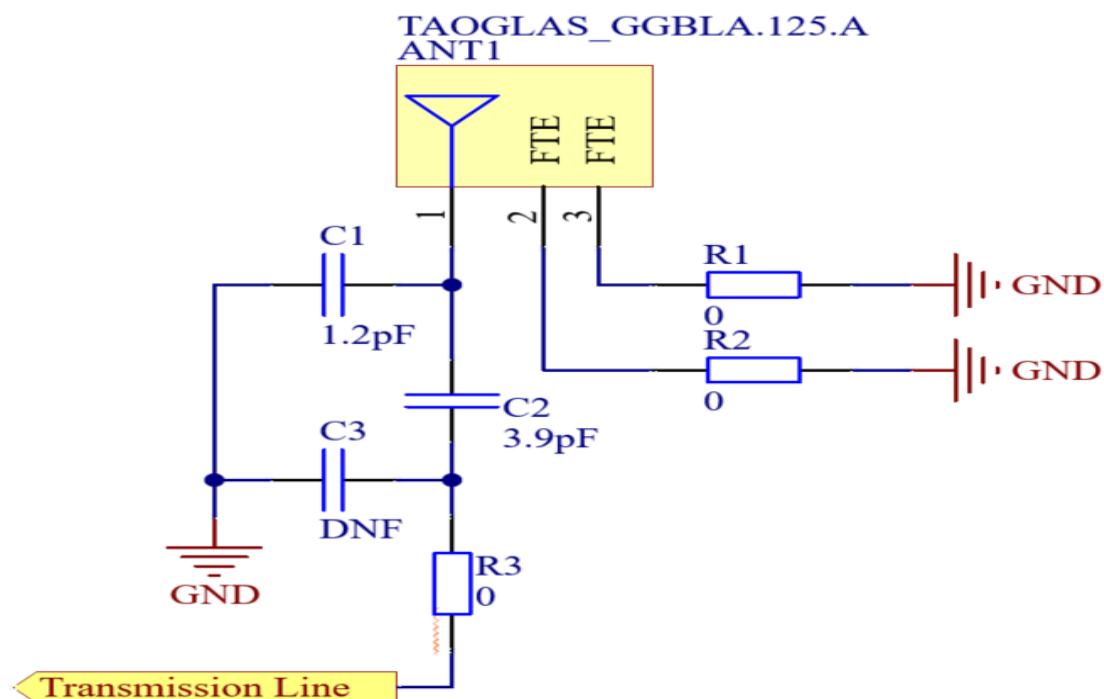 TAOGLAS_GGBLA.125.A
ANT1
FTE
FTE
1
2
3
C1
1.2pF
R1
0
GND
R2
0
GND
C2
3.9pF
C3
DNF
GND
R3
0
Transmission Line